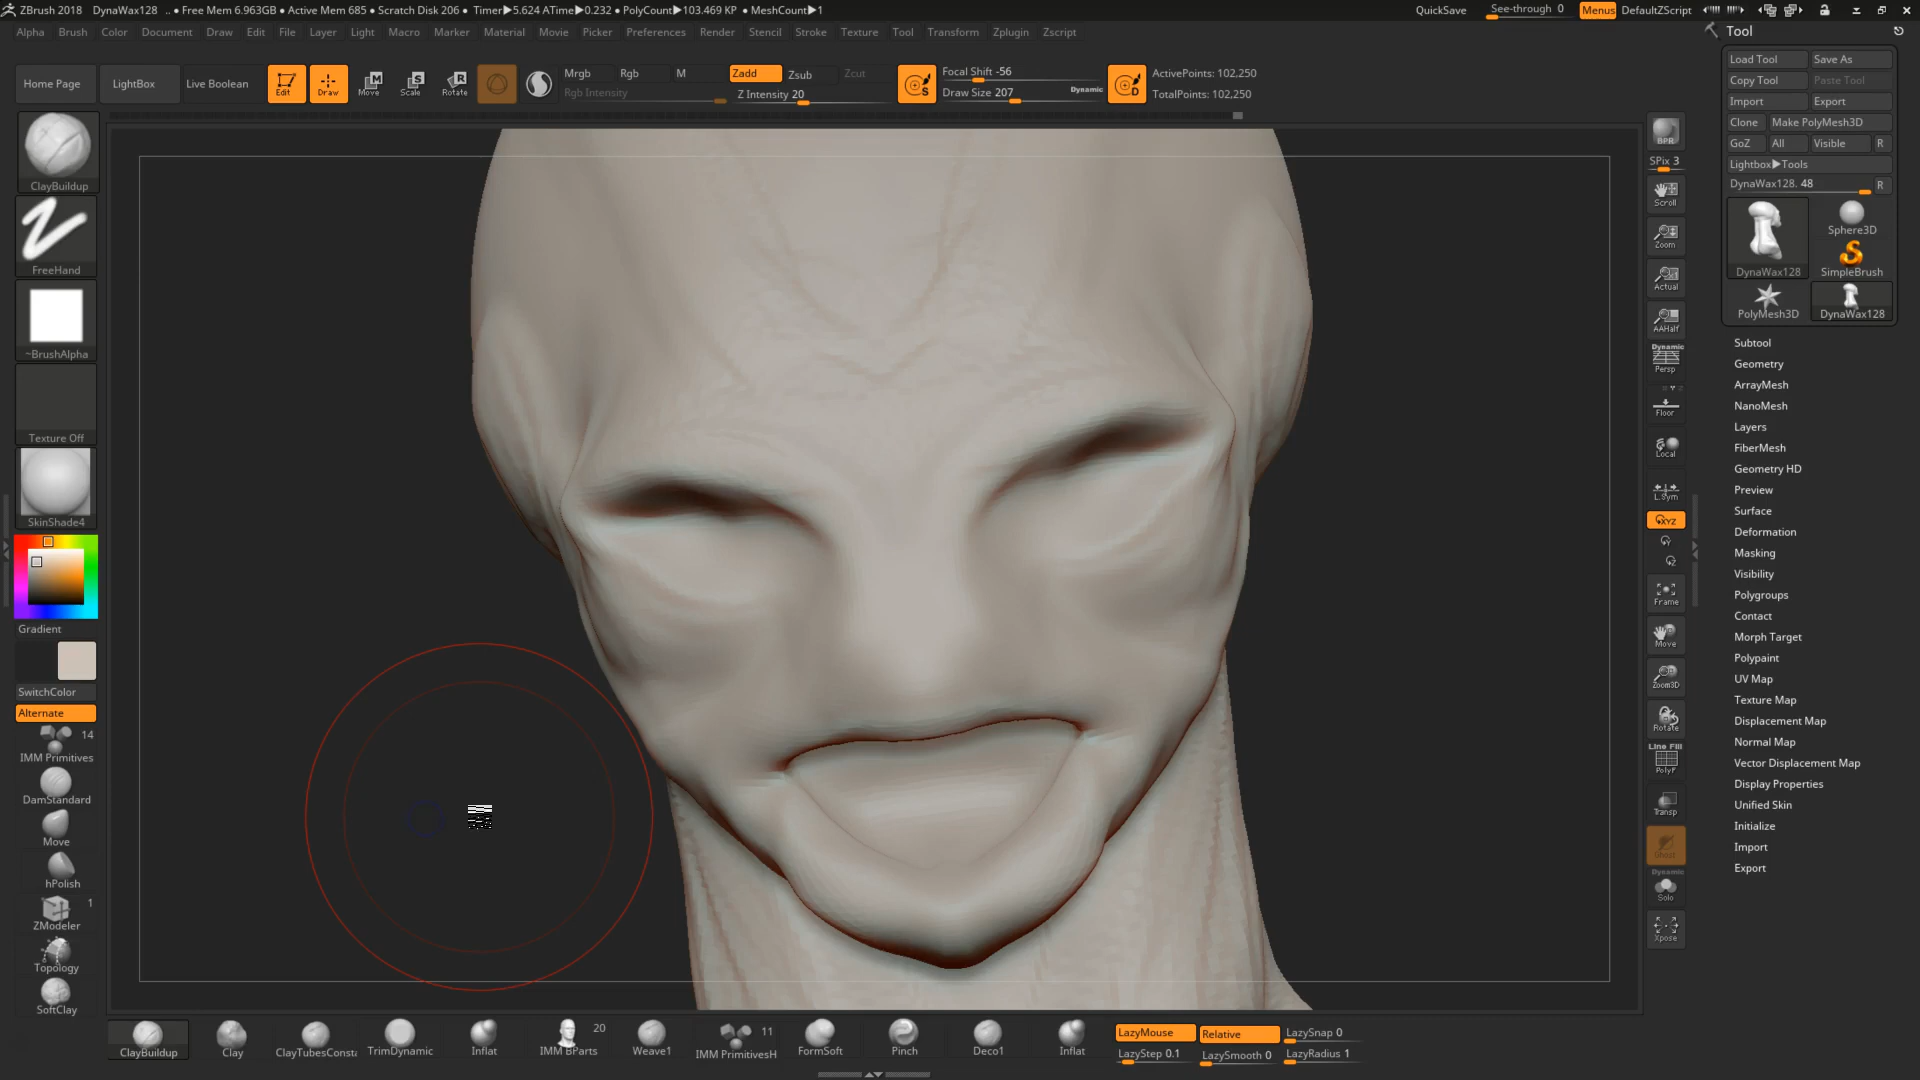 ZBrush 2018 DynaWax128 .. ● Free Mem 6.963GB ● Active Mem 685 ● Scratch Disk 206 ● Timer▶5.624 ATime▶0.232 ● PolyCount▶103.469 KP ● MeshCount▶1 QuickSave See-through 0 Menus DefaultZScript
Alpha Brush Color Document Draw Edit File Layer Light Macro Marker Material Movie Picker Preferences Render Stencil Stroke Texture Tool Transform Zplugin Zscript
Home Page LightBox Live Boolean Edit Draw Move Scale Rotate
M S R
Mrgb Rgb M Zadd Zsub Zcut
Rgb Intensity Z Intensity 20
S Focal Shift -56
Draw Size 207 Dynamic
D ActivePoints: 102,250
TotalPoints: 102,250
ClayBuildup
FreeHand
~BrushAlpha
Texture Off
SkinShade4
Gradient
SwitchColor
Alternate
14
IMM Primitives
DamStandard
Move
hPolish
1
ZModeler
Topology
SoftClay
BPR
SPix 3
Scroll
Zoom
Actual
AAHalf
Dynamic
Persp
Floor
Local
L.Sym
XYZ
Y
Z
Frame
Move
Zoom3D
Rotate
Line Fill
PolyF
Transp
Ghost
Dynamic
Solo
Xpose
Tool
Load Tool Save As
Copy Tool Paste Tool
Import Export
Clone Make PolyMesh3D
GoZ All Visible R
Lightbox▶Tools
DynaWax128. 48 R
DynaWax128 Sphere3D
SimpleBrush
PolyMesh3D DynaWax128
Subtool
Geometry
ArrayMesh
NanoMesh
Layers
FiberMesh
Geometry HD
Preview
Surface
Deformation
Masking
Visibility
Polygroups
Contact
Morph Target
Polypaint
UV Map
Texture Map
Displacement Map
Normal Map
Vector Displacement Map
Display Properties
Unified Skin
Initialize
Import
Export
ClayBuildup Clay ClayTubesConsta TrimDynamic Inflat IMM BParts 20 Weave1 IMM PrimitivesH 11 FormSoft Pinch Deco1 Inflat
LazyMouse Relative LazySnap 0
LazyStep 0.1 LazySmooth 0 LazyRadius 1